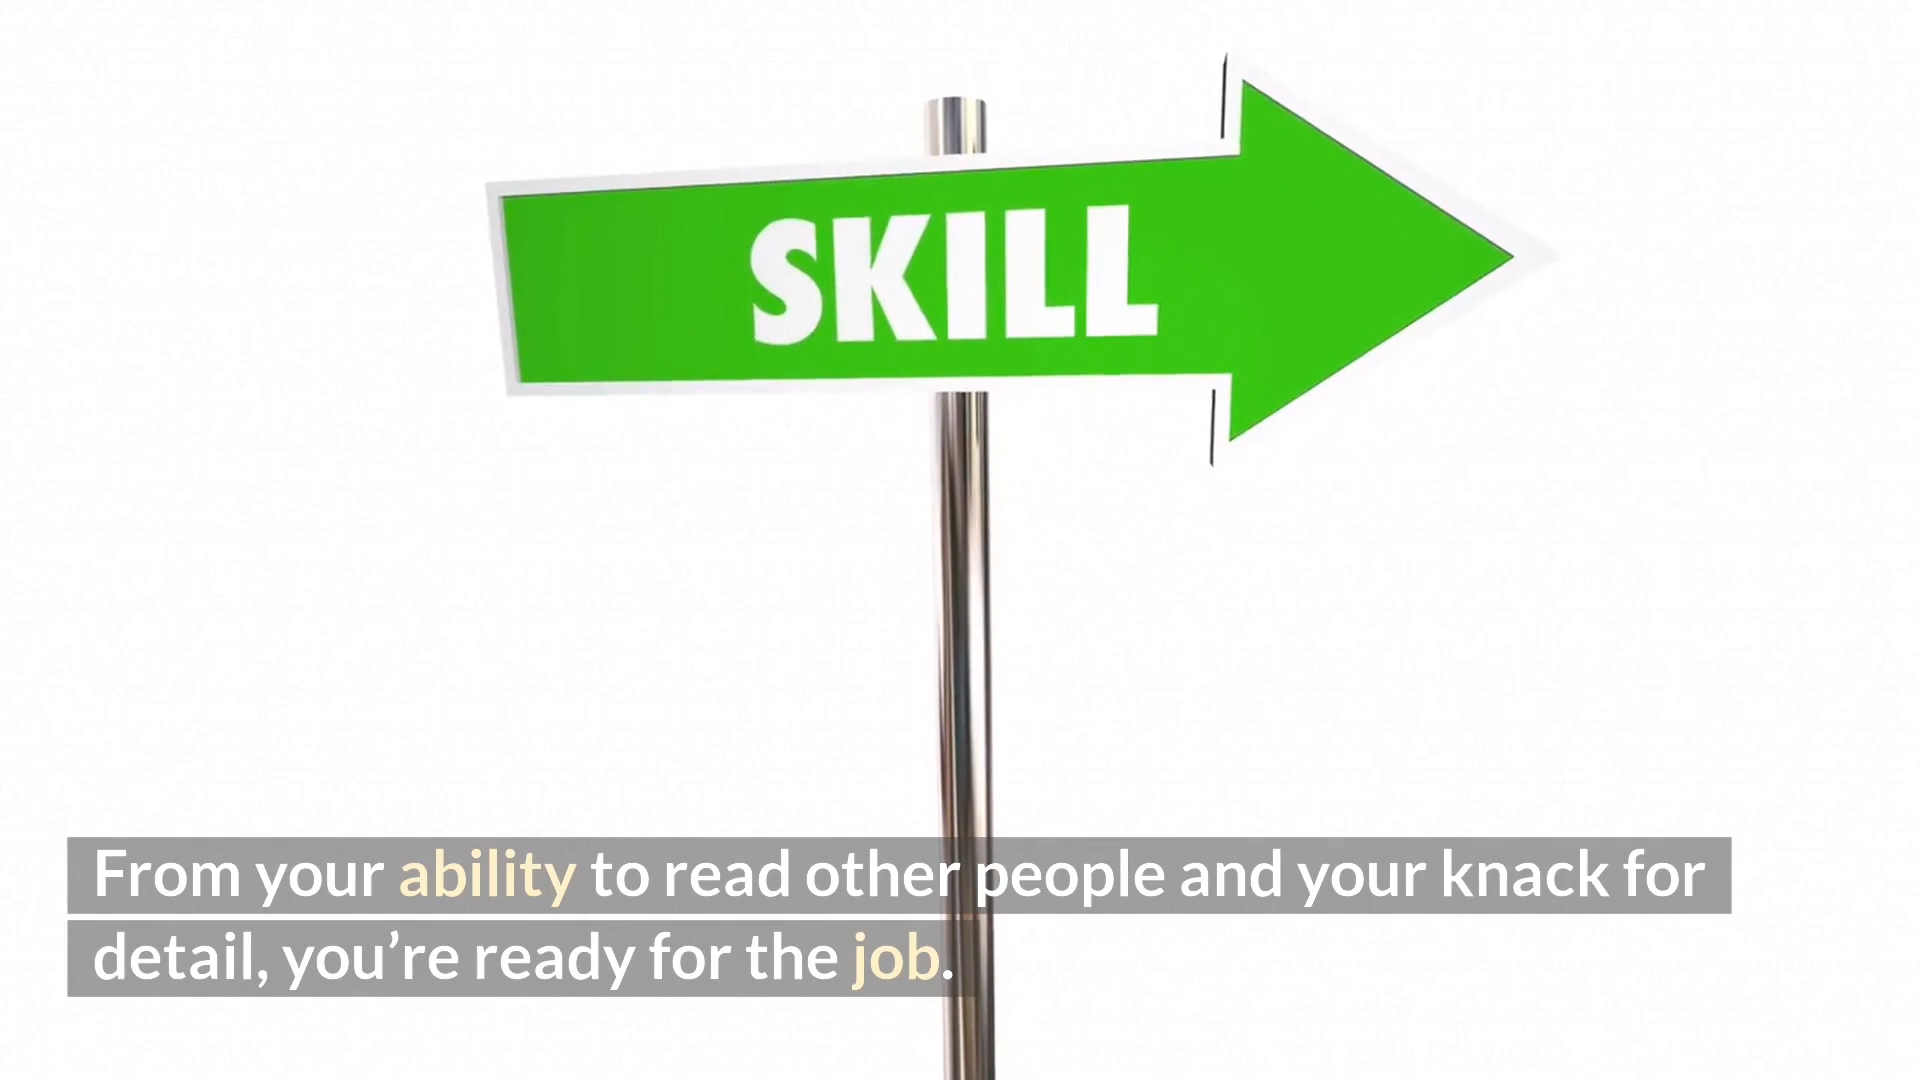 SKILL
From your ability to read other people and your knack for
detail, you’re ready for the job.